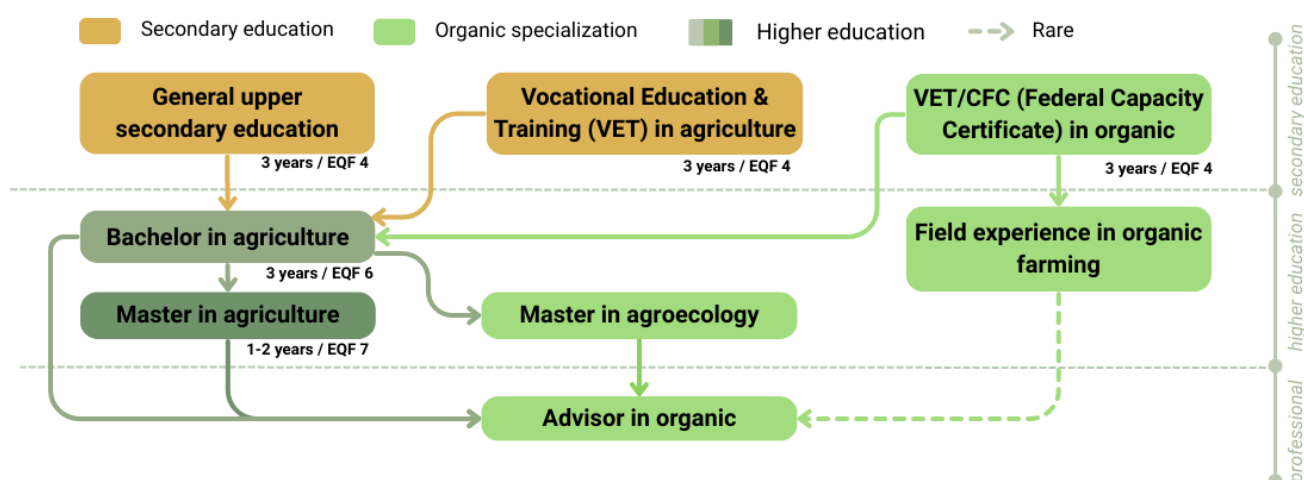 Secondary education
Organic specialization
Higher education
Rare
General upper
secondary education
3 years / EQF 4
Vocational Education &
Training (VET) in agriculture
3 years / EQF 4
VET/CFC (Federal Capacity
Certificate) in organic
3 years / EQF 4
secondary education
Bachelor in agriculture
3 years / EQF 6
Field experience in organic
farming
higher education
Master in agriculture
1-2 years / EQF 7
Master in agroecology
Advisor in organic
professional